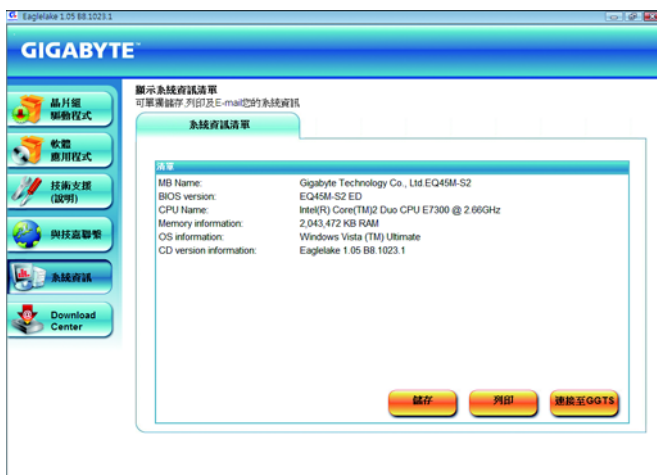 Eaglelake 1.05 B8.1023.1
GIGABYTE™
晶片組
驅動程式
軟體
應用程式
技術支援
(說明)
與技嘉聯繫
系統資訊
Download
Center
顯示系統資訊清單
可單獨儲存,列印及E-mail您的系統資訊
系統資訊清單
清單
MB Name: Gigabyte Technology Co., Ltd.EQ45M-S2
BIOS version: EQ45M-S2 ED
CPU Name: Intel(R) Core(TM)2 Duo CPU E7300 @ 2.66GHz
Memory information: 2,043,472 KB RAM
OS information: Windows Vista (TM) Ultimate
CD version information: Eaglelake 1.05 B8.1023.1
儲存 列印 連接至GGTS